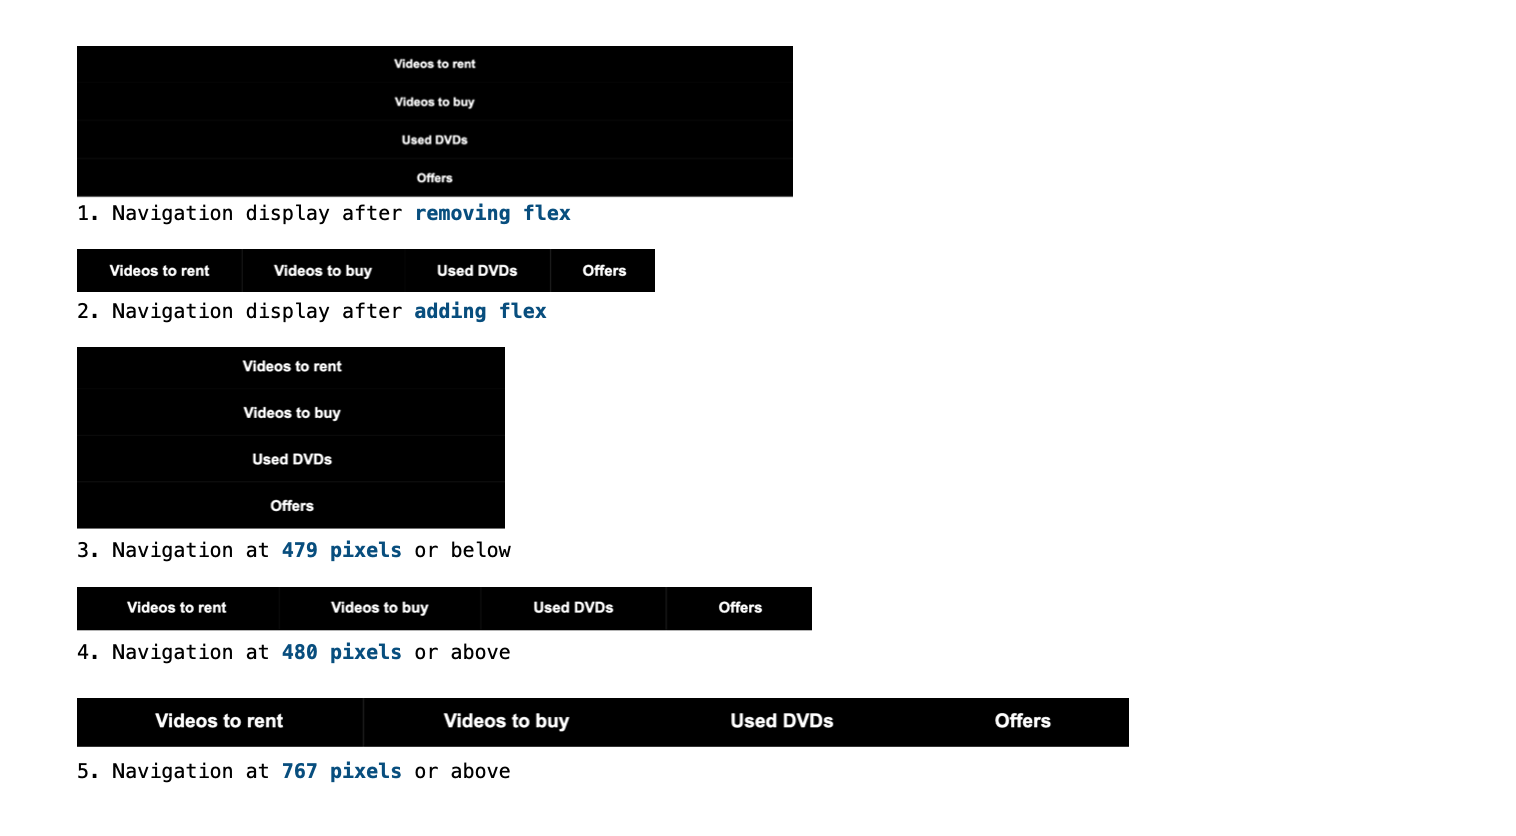 Videos to rent
Videos to buy
Used DVDs
Offers
1. Navigation display after removing flex
Videos to rent Videos to buy Used DVDs Offers
2. Navigation display after adding flex
Videos to rent
Videos to buy
Used DVDs
Offers
3. Navigation at 479 pixels or below
Videos to rent Videos to buy Used DVDs Offers
4. Navigation at 480 pixels or above
Videos to rent Videos to buy Used DVDs Offers
5. Navigation at 767 pixels or above